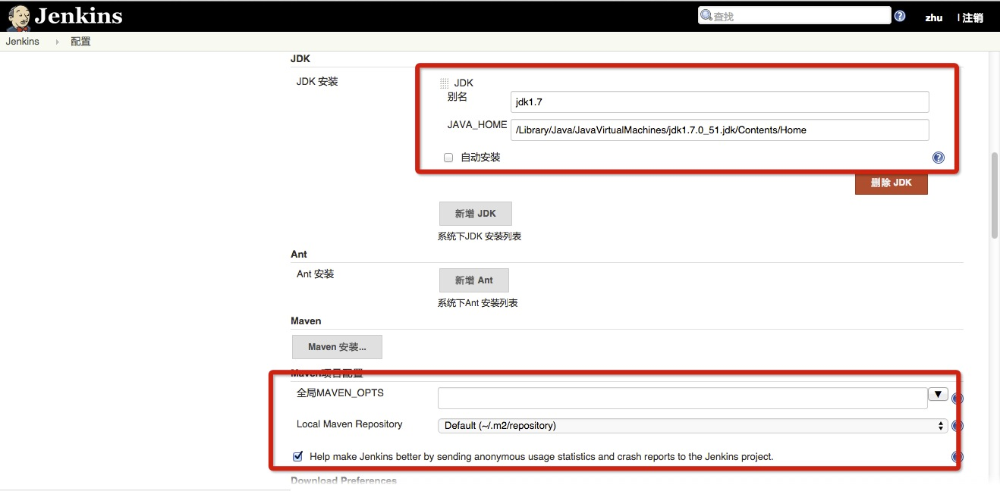 Jenkins
查找
zhu
注销
Jenkins
配置
JDK
JDK 安装
JDK
别名
jdk1.7
JAVA_HOME
/Library/Java/JavaVirtualMachines/jdk1.7.0_51.jdk/Contents/Home
自动安装
删除 JDK
新增 JDK
系统下JDK 安装列表
Ant
Ant 安装
新增 Ant
系统下Ant 安装列表
Maven
Maven 安装...
Maven项目配置
全局MAVEN_OPTS
Local Maven Repository
Default (~/.m2/repository)
Help make Jenkins better by sending anonymous usage statistics and crash reports to the Jenkins project.
Download Preferences